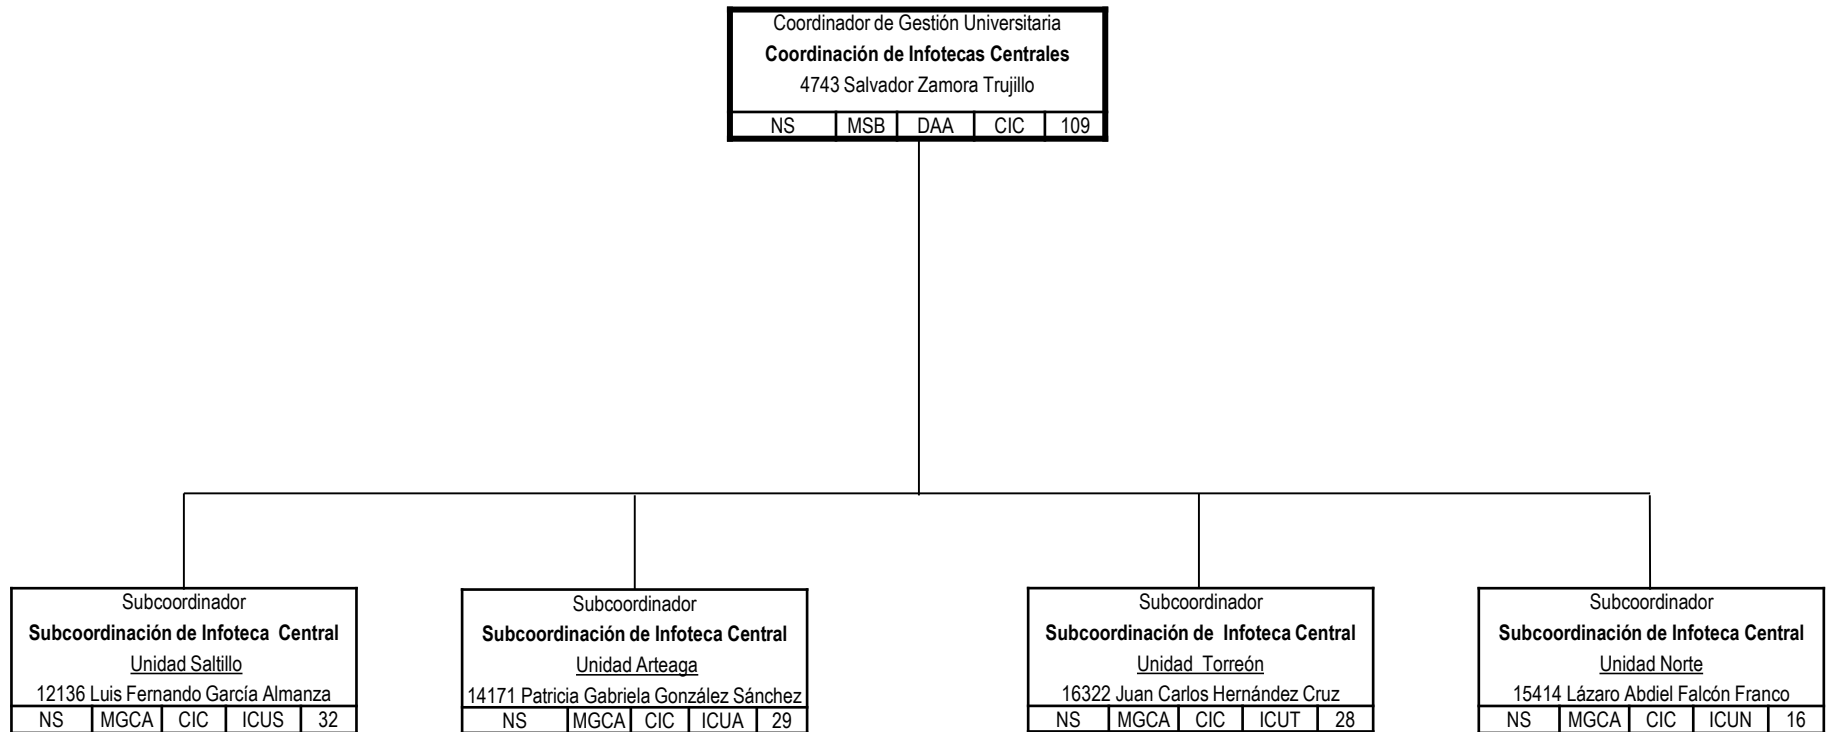 Coordinador de Gestión Universitaria
Coordinación de Infotecas Centrales
4743 Salvador Zamora Trujillo
NS MSB DAA CIC 109
Subcoordinador
Subcoordinación de Infoteca Central
Unidad Saltillo
12136 Luis Fernando García Almanza
NS MGCA CIC ICUS 32
Subcoordinador
Subcoordinación de Infoteca Central
Unidad Arteaga
14171 Patricia Gabriela González Sánchez
NS MGCA CIC ICUA 29
Subcoordinador
Subcoordinación de Infoteca Central
Unidad Torreón
16322 Juan Carlos Hernández Cruz
NS MGCA CIC ICUT 28
Subcoordinador
Subcoordinación de Infoteca Central
Unidad Norte
15414 Lázaro Abdiel Falcón Franco
NS MGCA CIC ICUN 16